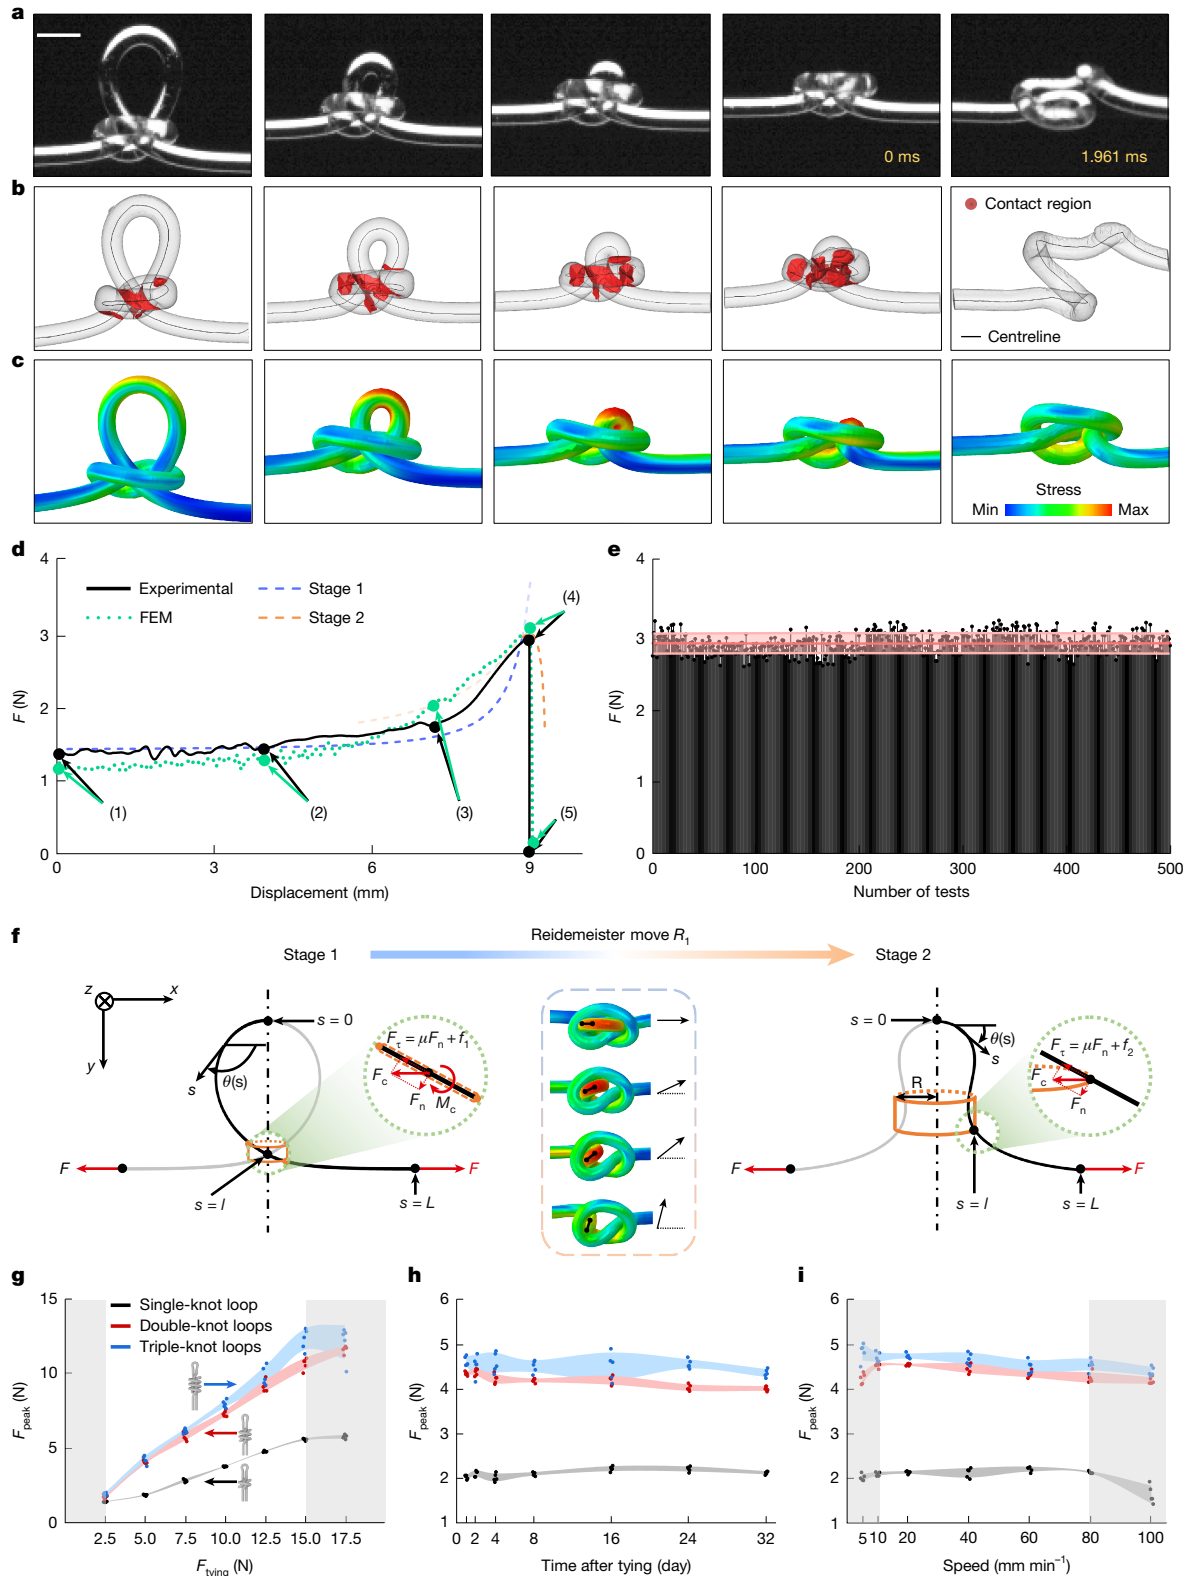 a
0 ms
1.961 ms
b
Contact region
Centreline
c
Stress
Min
Max
d
4
3
2
1
0
F (N)
Experimental
FEM
Stage 1
Stage 2
(1)
(2)
(3)
(4)
(5)
0
3
6
9
Displacement (mm)
e
4
3
2
1
0
F (N)
0
100
200
300
400
500
Number of tests
f
Reidemeister move R₁
Stage 1
Stage 2
z
x
y
s = 0
s
θ(s)
Fτ = μFn + f₁
Fc
Fn
Mc
F
F
s = l
s = L
s = 0
θ(s)
s
R
Fτ = μFn + f₂
Fc
Fn
F
F
s = l
s = L
g
15
10
5
0
Fpeak (N)
Single-knot loop
Double-knot loops
Triple-knot loops
2.5
5.0
7.5
10.0
12.5
15.0
17.5
Ftying (N)
h
6
5
4
3
2
1
Fpeak (N)
0
1
2
4
8
16
24
32
Time after tying (day)
i
6
5
4
3
2
1
Fpeak (N)
5
10
20
40
60
80
100
Speed (mm min⁻¹)